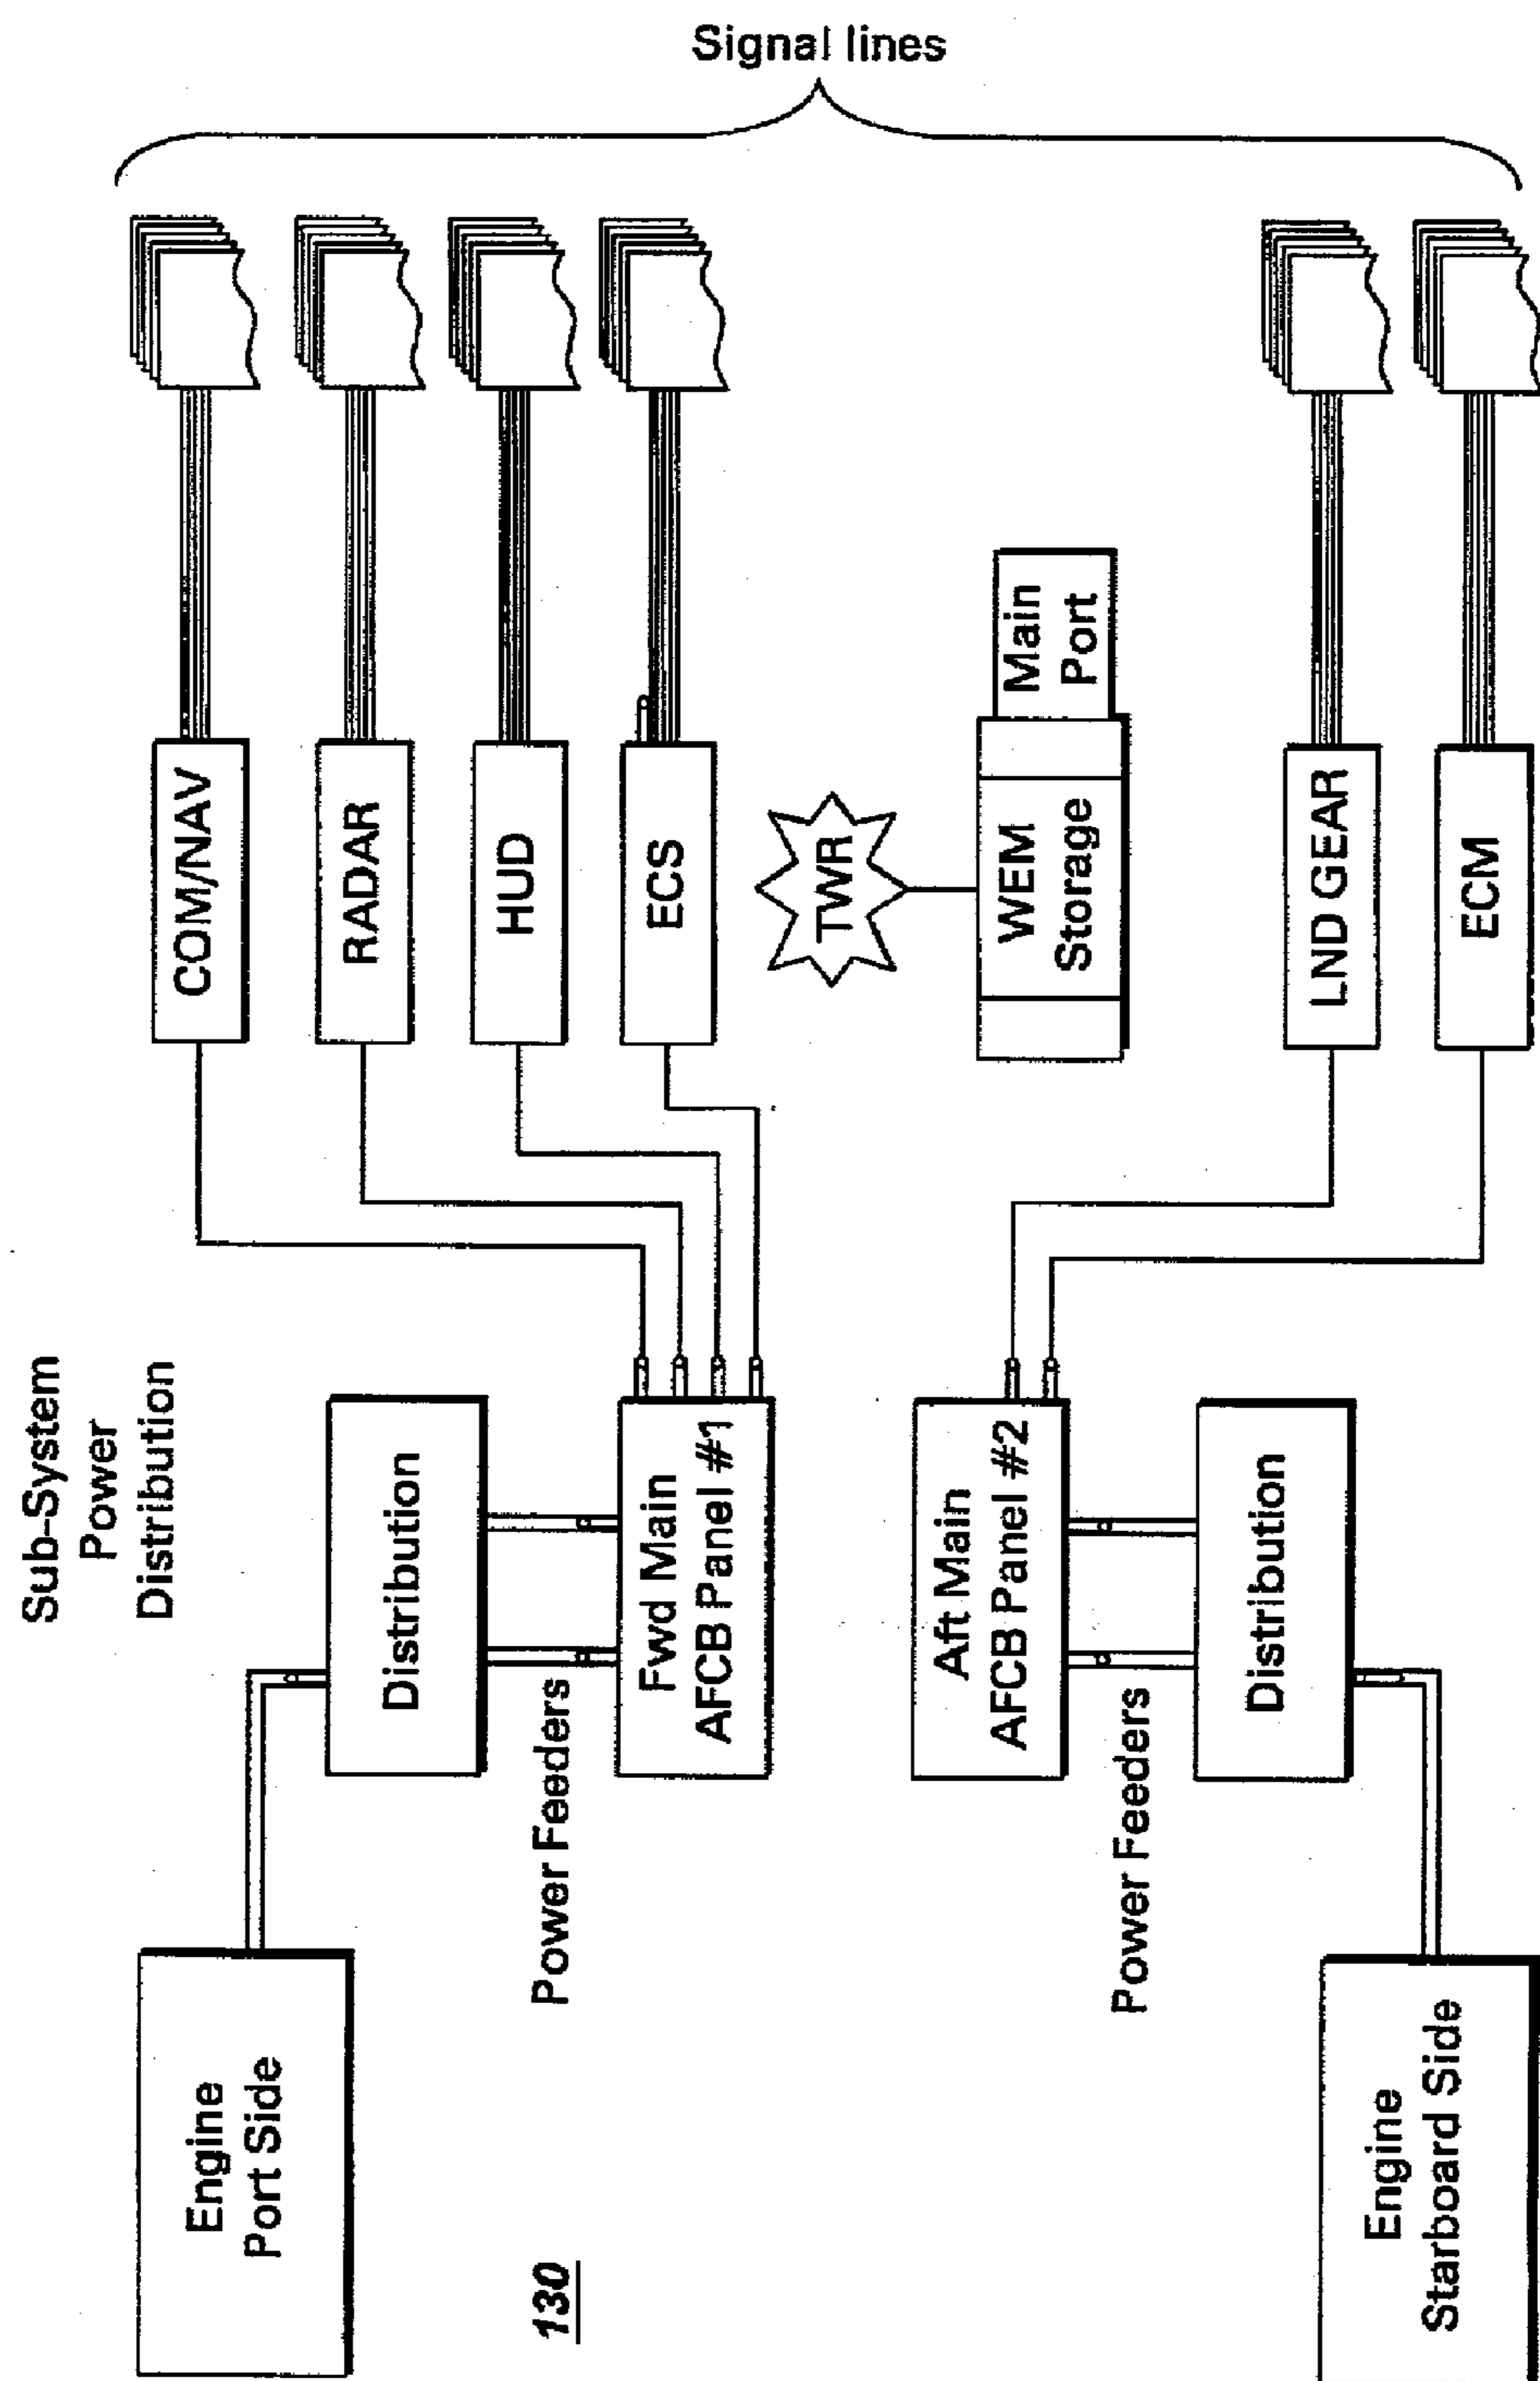 Signal lines
COM/NAV
RADAR
HUD
ECS
TWR
WEM
Storage
Main
Port
LND GEAR
ECM
Sub-System
Power
Distribution
Distribution
Fwd Main
AFCB Panel #1
Aft Main
AFCB Panel #2
Distribution
Power Feeders
Power Feeders
Engine
Port Side
130
Engine
Starboard Side